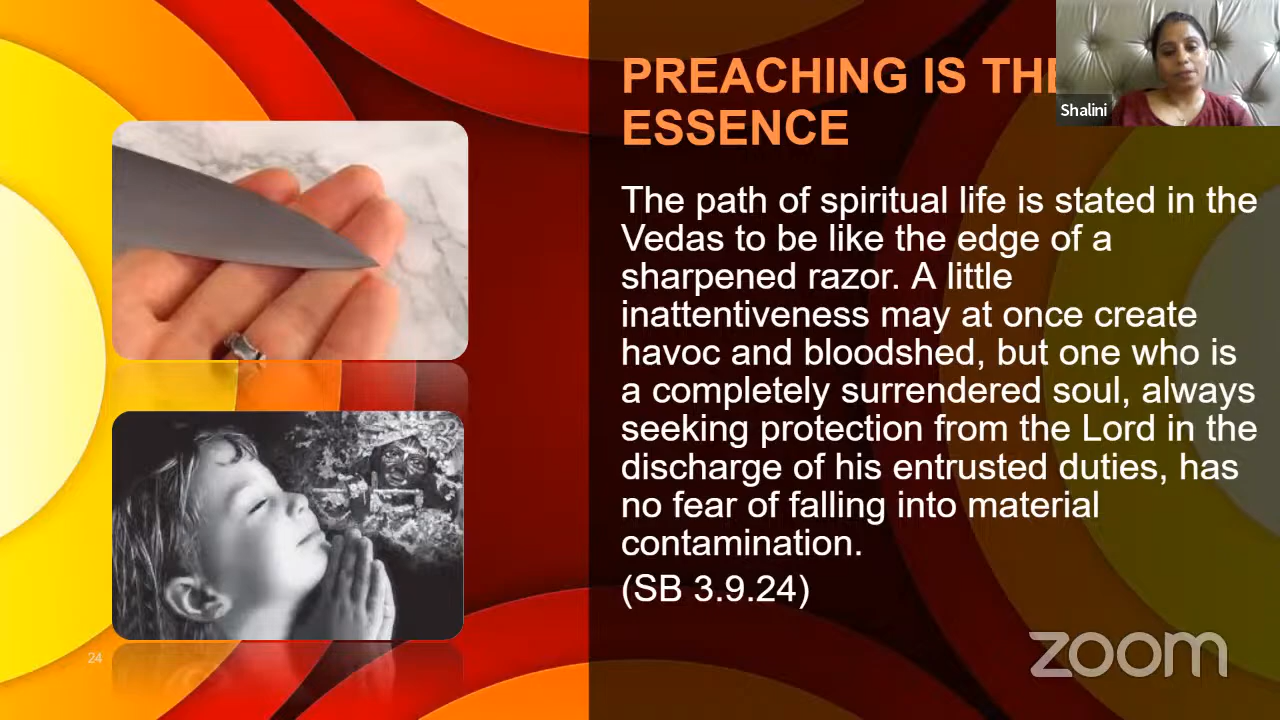 PREACHING IS THE
ESSENCE
Shalini
The path of spiritual life is stated in the
Vedas to be like the edge of a
sharpened razor. A little
inattentiveness may at once create
havoc and bloodshed, but one who is
a completely surrendered soul, always
seeking protection from the Lord in the
discharge of his entrusted duties, has
no fear of falling into material
contamination.
(SB 3.9.24)
24
zoom